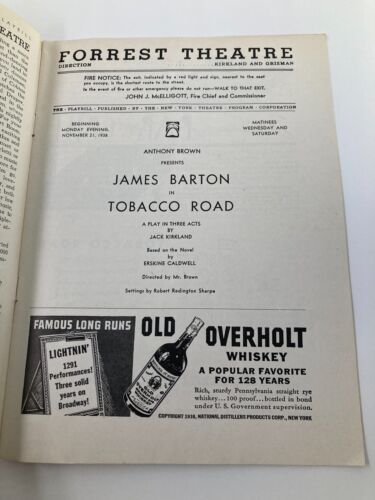 FORREST THEATRE
DIRECTION KIRKLAND AND GRISMAN
FIRE NOTICE: The exit, indicated by a red light and sign, nearest to the seat
you occupy, is the shortest route to the street.
In the event of fire or other emergency please do not run—WALK TO THAT EXIT.
JOHN J. McELLIGOTT, Fire Chief and Commissioner
THE · PLAYBILL · PUBLISHED · BY · THE · NEW · YORK · THEATRE · PROGRAM · CORPORATION
BEGINNING
MONDAY EVENING,
NOVEMBER 21, 1938
MATINEES
WEDNESDAY AND
SATURDAY
ANTHONY BROWN
PRESENTS
JAMES BARTON
IN
TOBACCO ROAD
A PLAY IN THREE ACTS
BY
JACK KIRKLAND
Based on the Novel
by
ERSKINE CALDWELL
Directed by Mr. Brown
Settings by Robert Redington Sharpe
FAMOUS LONG RUNS
LIGHTNIN'
1291
Performances!
Three solid
years on
Broadway!
OLD OVERHOLT
WHISKEY
A POPULAR FAVORITE
FOR 128 YEARS
Rich, sturdy Pennsylvania straight rye
whiskey...100 proof...bottled in bond
under U. S. Government supervision.
COPYRIGHT 1938, NATIONAL DISTILLERS PRODUCTS CORP., NEW YORK